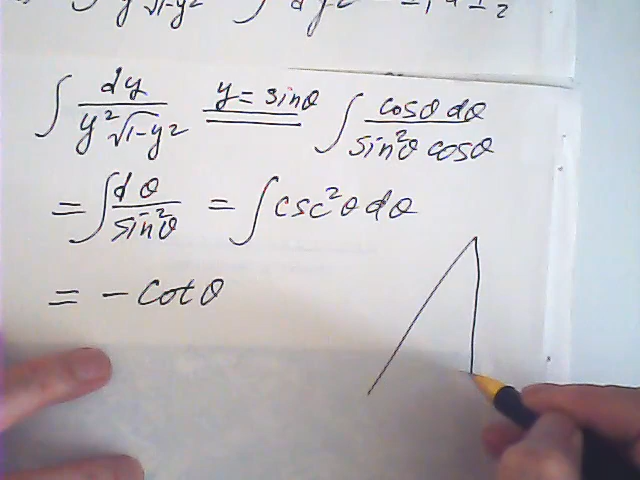 ∫ dy / y²√1-y² y = sinθ ∫ cosθ dθ / sin²θ cosθ
= ∫ dθ / sin²θ = ∫ csc²θ dθ
= - cotθ